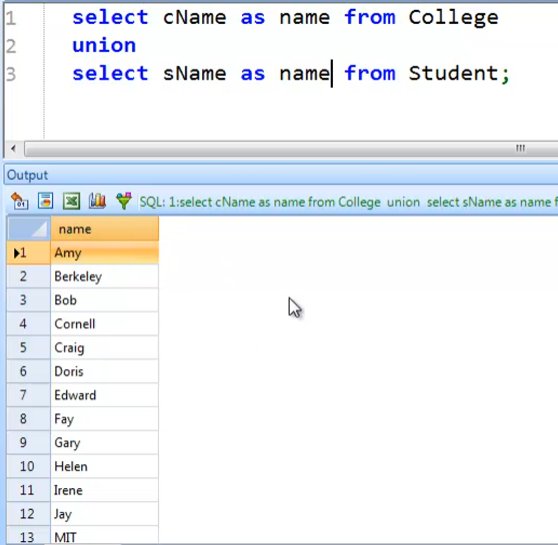 1 select cName as name from College
2 union
3 select sName as name from Student;
Output
SQL: 1:select cName as name from College union select sName as name f
name
1 Amy
2 Berkeley
3 Bob
4 Cornell
5 Craig
6 Doris
7 Edward
8 Fay
9 Gary
10 Helen
11 Irene
12 Jay
13 MIT